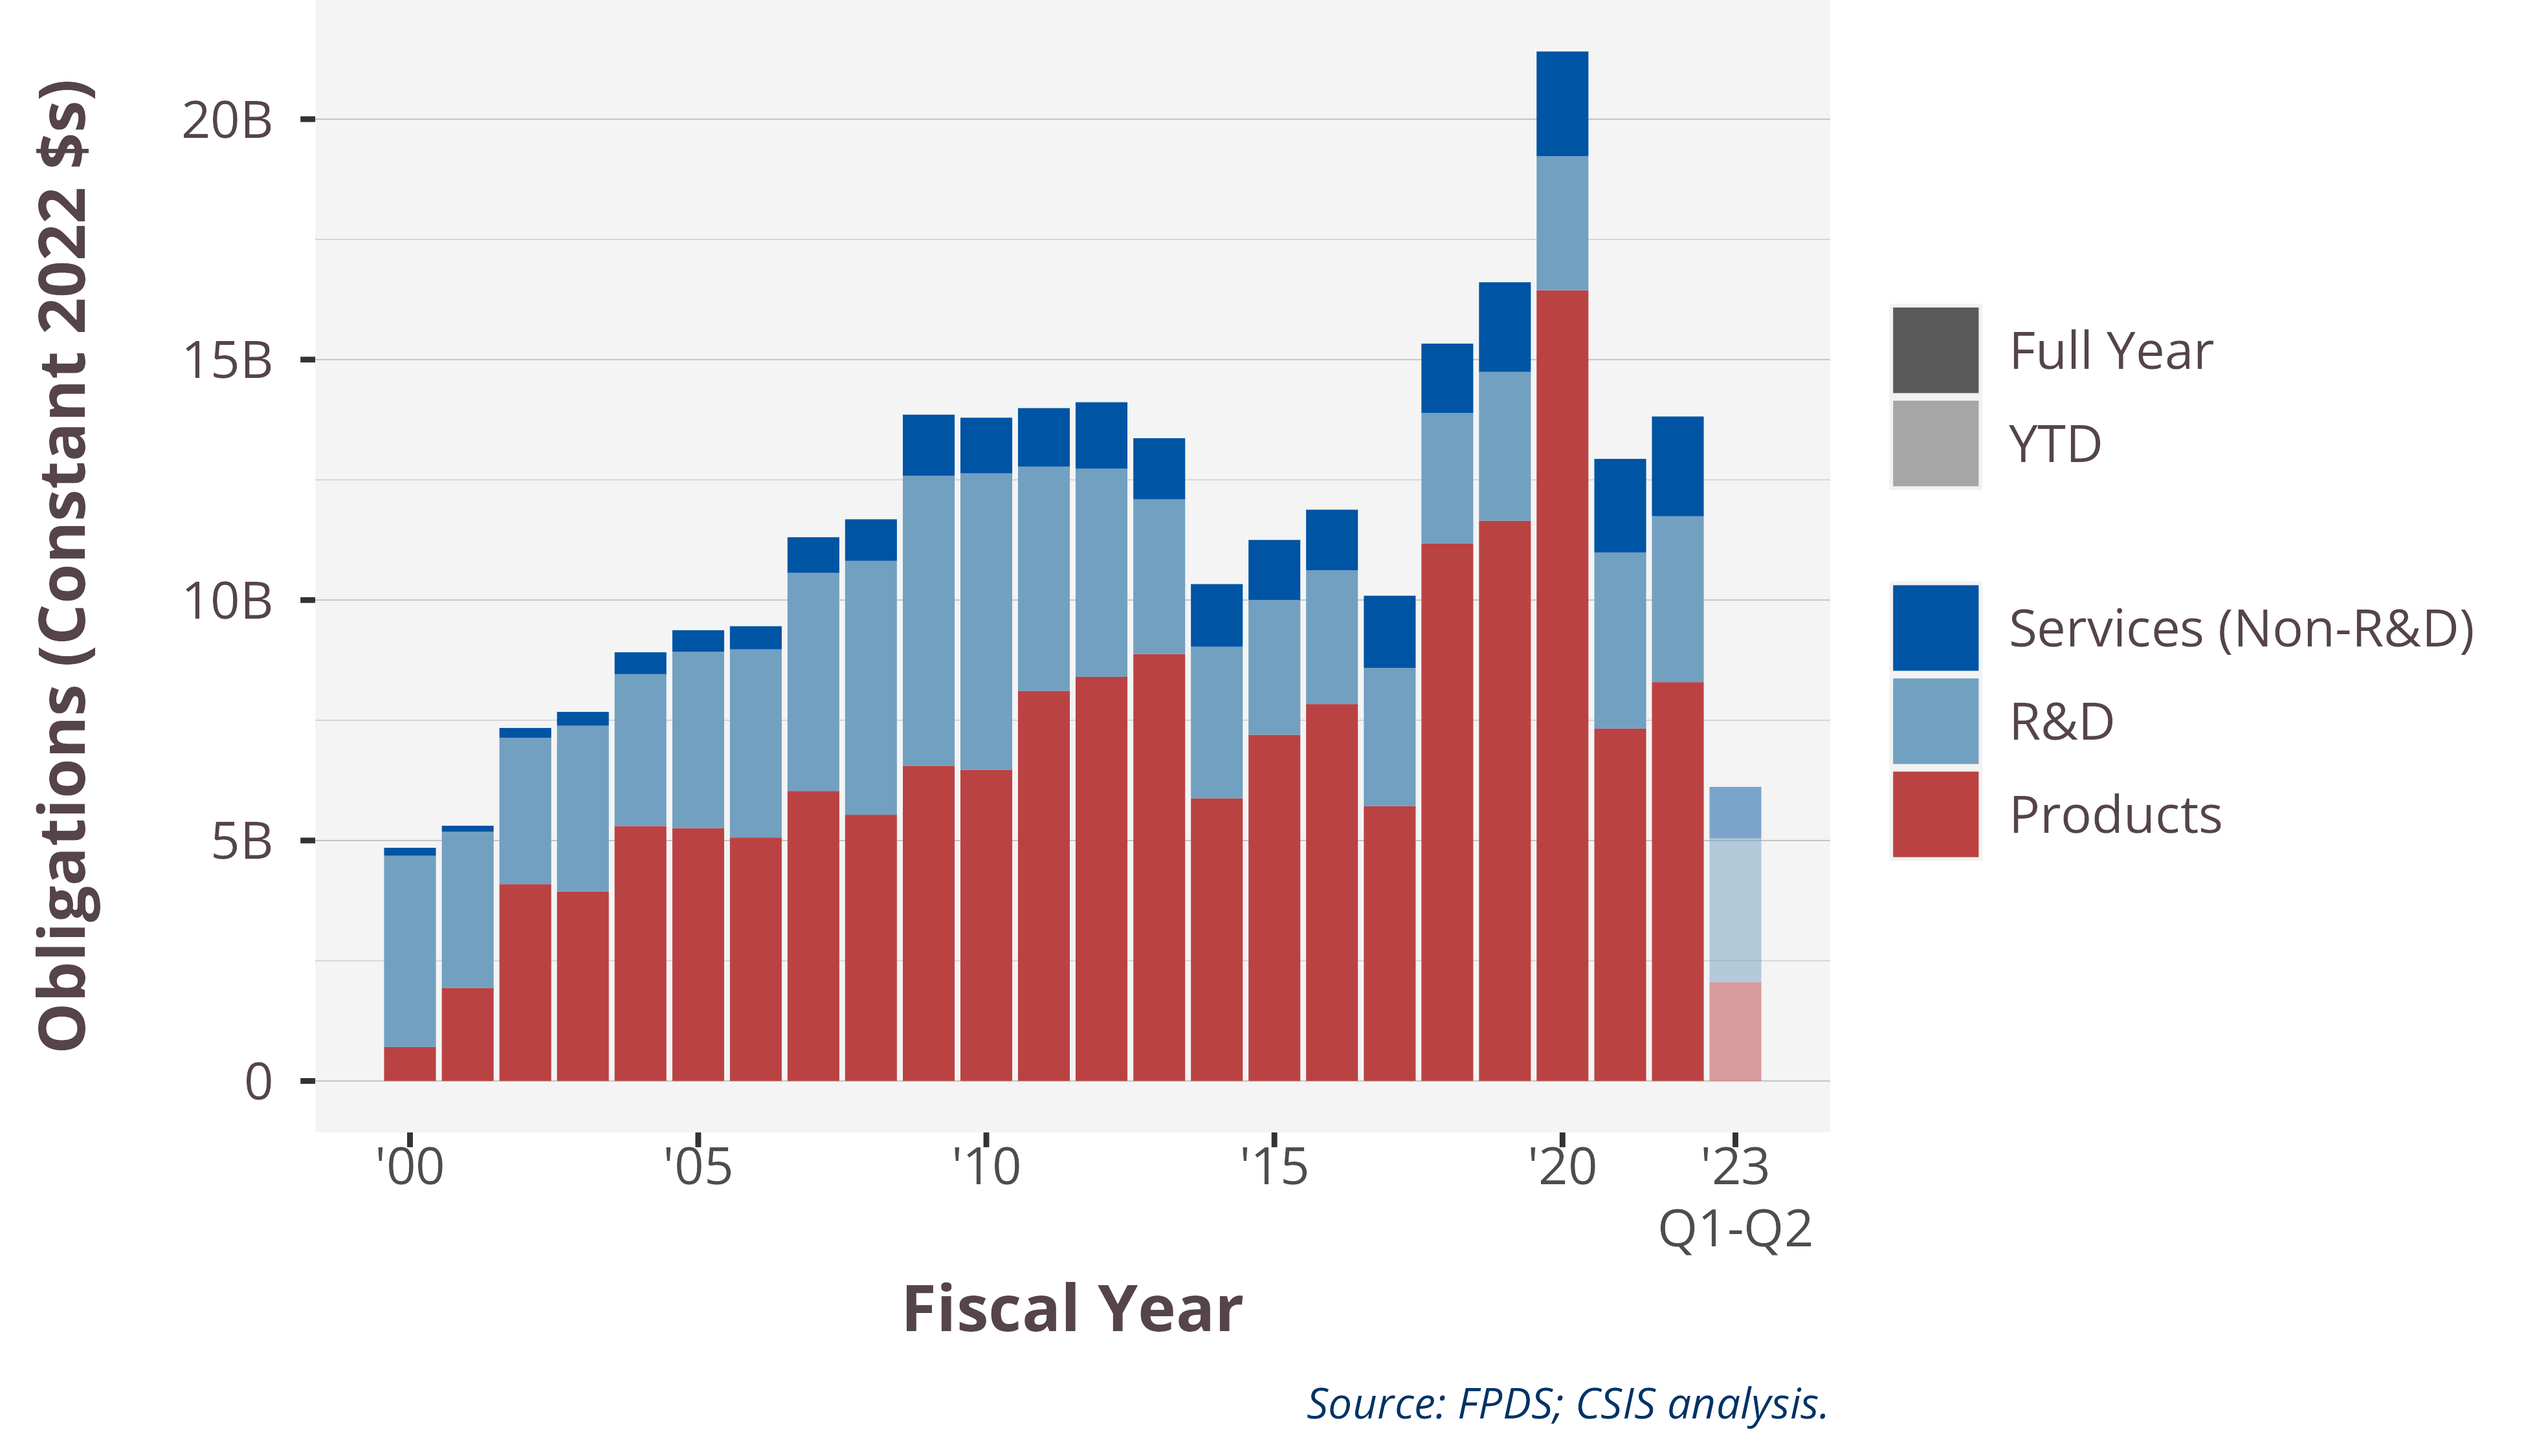 Obligations (Constant 2022 $s)
20B
15B
10B
5B
0
'00
'05
'10
'15
'20
'23
Q1-Q2
Fiscal Year
Full Year
YTD
Services (Non-R&D)
R&D
Products
Source: FPDS; CSIS analysis.